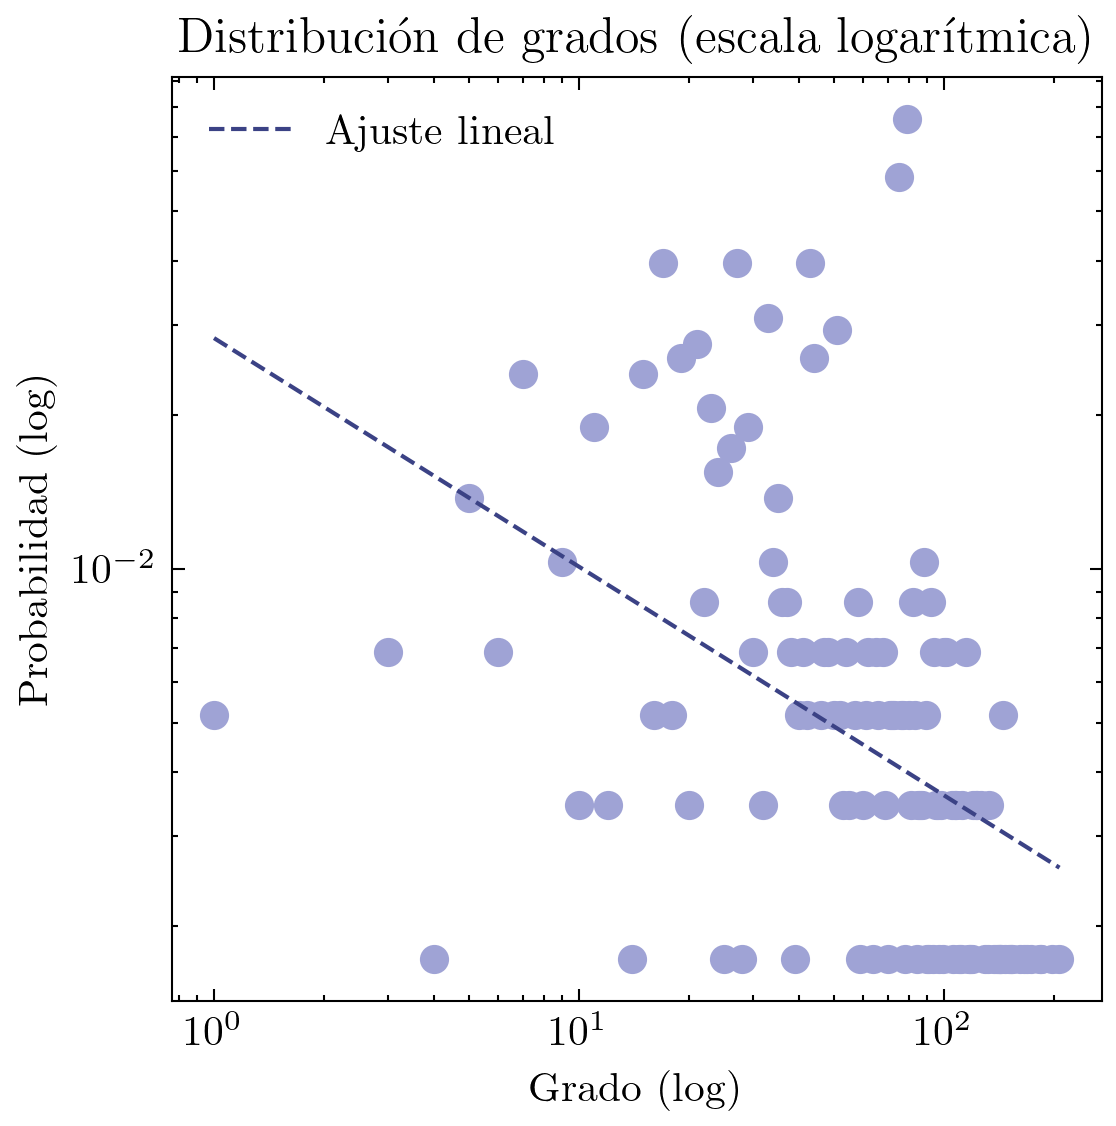 Distribución de grados (escala logarítmica)
Ajuste lineal
Probabilidad (log)
10⁻²
10⁰ 10¹ 10²
Grado (log)